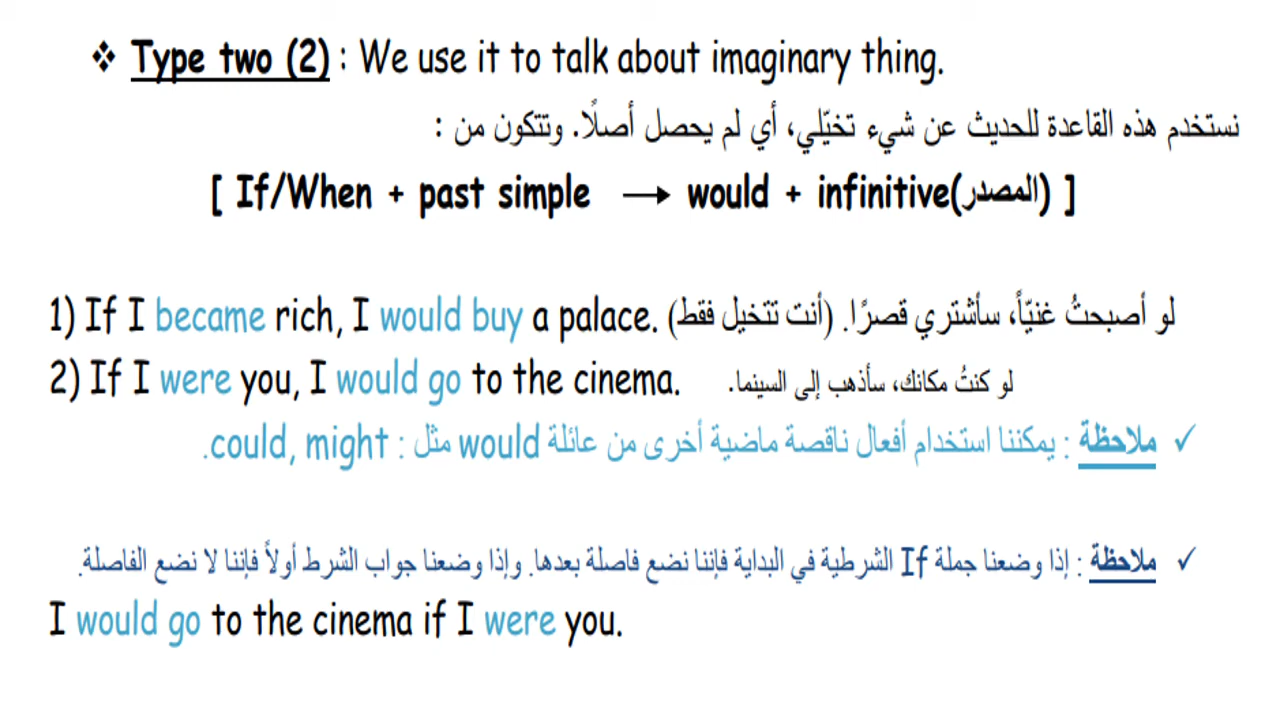 ❖ Type two (2) : We use it to talk about imaginary thing.
نستخدم هذه القاعدة للحديث عن شيء تخيّلي، أي لم يحصل أصلًا. وتتكون من :
[ If/When + past simple ⟶ would + infinitive(المصدر) ]
1) If I became rich, I would buy a palace. لو أصبحتُ غنيّاً، سأشتري قصرًا. (أنت تتخيل فقط)
2) If I were you, I would go to the cinema. لو كنتُ مكانك، سأذهب إلى السينما.
✓ ملاحظة : يمكننا استخدام أفعال ناقصة ماضية أخرى من عائلة would مثل : could, might.
✓ ملاحظة : إذا وضعنا جملة If الشرطية في البداية فإننا نضع فاصلة بعدها. وإذا وضعنا جواب الشرط أولاً فإننا لا نضع الفاصلة.
I would go to the cinema if I were you.